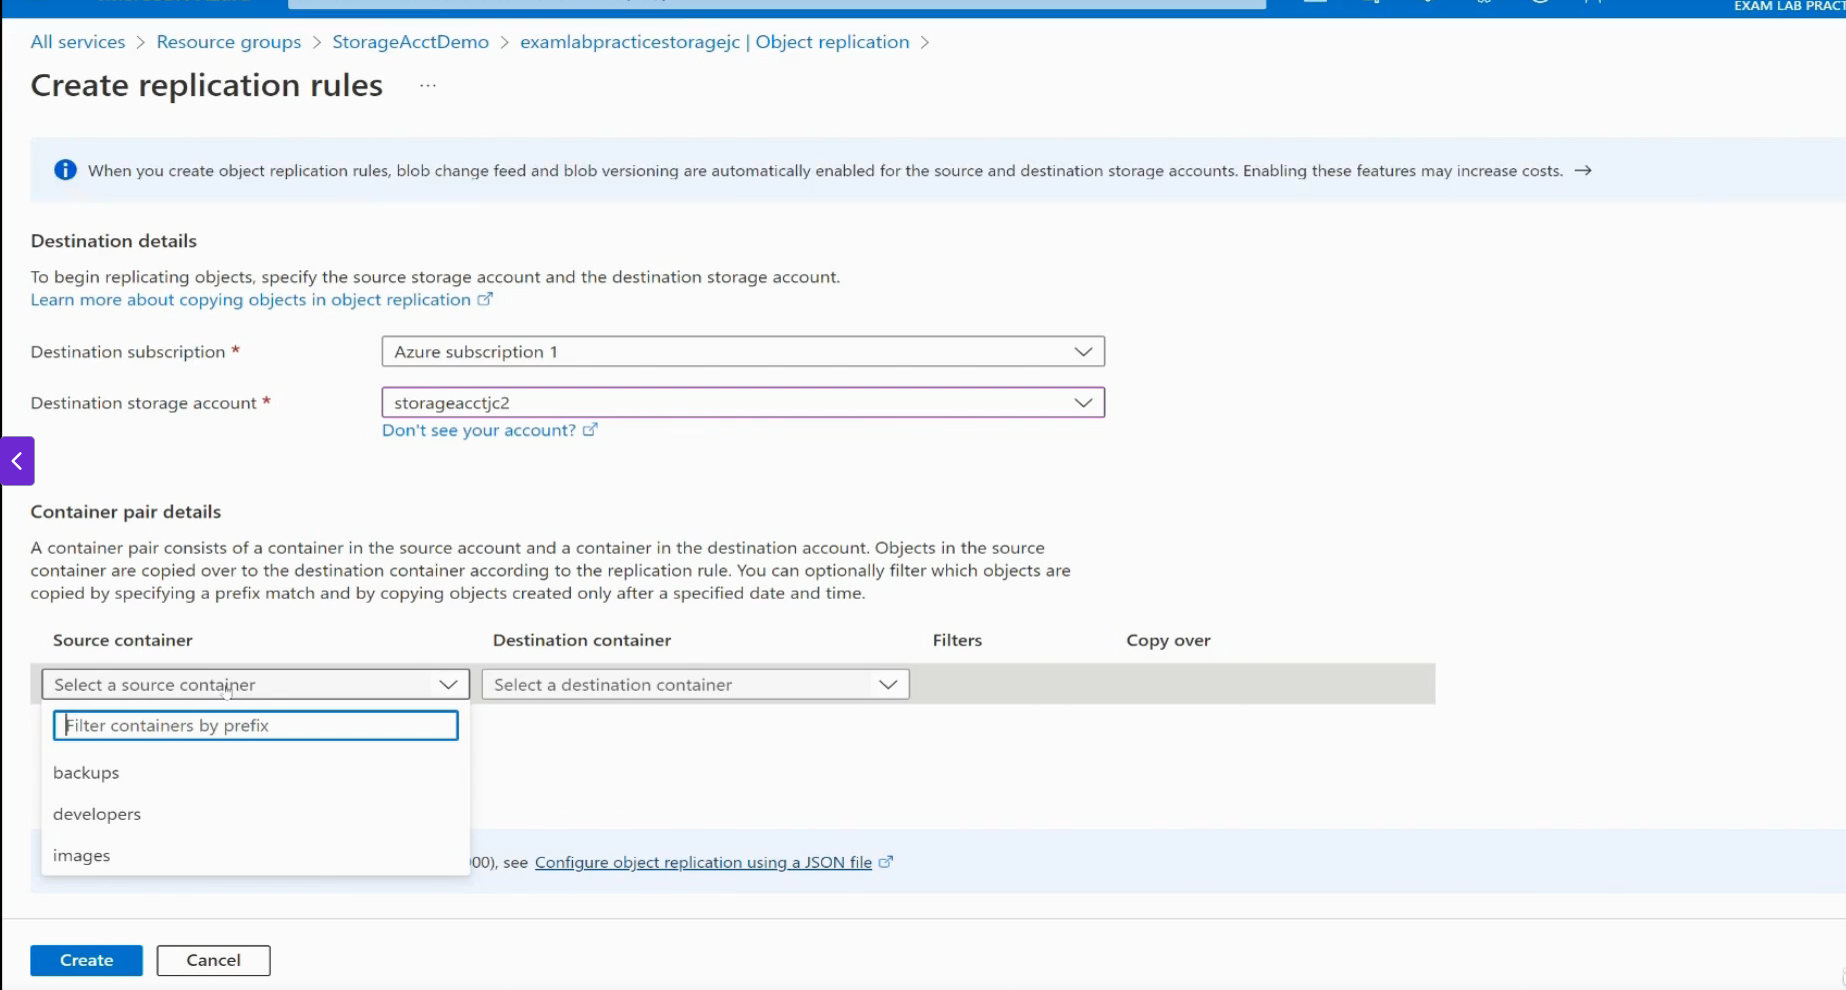 EXAM LAB PRACT
All services > Resource groups > StorageAcctDemo > examlabpracticestoragejc | Object replication >
Create replication rules ...
When you create object replication rules, blob change feed and blob versioning are automatically enabled for the source and destination storage accounts. Enabling these features may increase costs. →
Destination details
To begin replicating objects, specify the source storage account and the destination storage account.
Learn more about copying objects in object replication
Destination subscription *
Azure subscription 1
Destination storage account *
storageacctjc2
Don't see your account?
Container pair details
A container pair consists of a container in the source account and a container in the destination account. Objects in the source
container are copied over to the destination container according to the replication rule. You can optionally filter which objects are
copied by specifying a prefix match and by copying objects created only after a specified date and time.
Source container Destination container Filters Copy over
Select a source container Select a destination container
Filter containers by prefix
backups
developers
images
00), see Configure object replication using a JSON file
Create Cancel